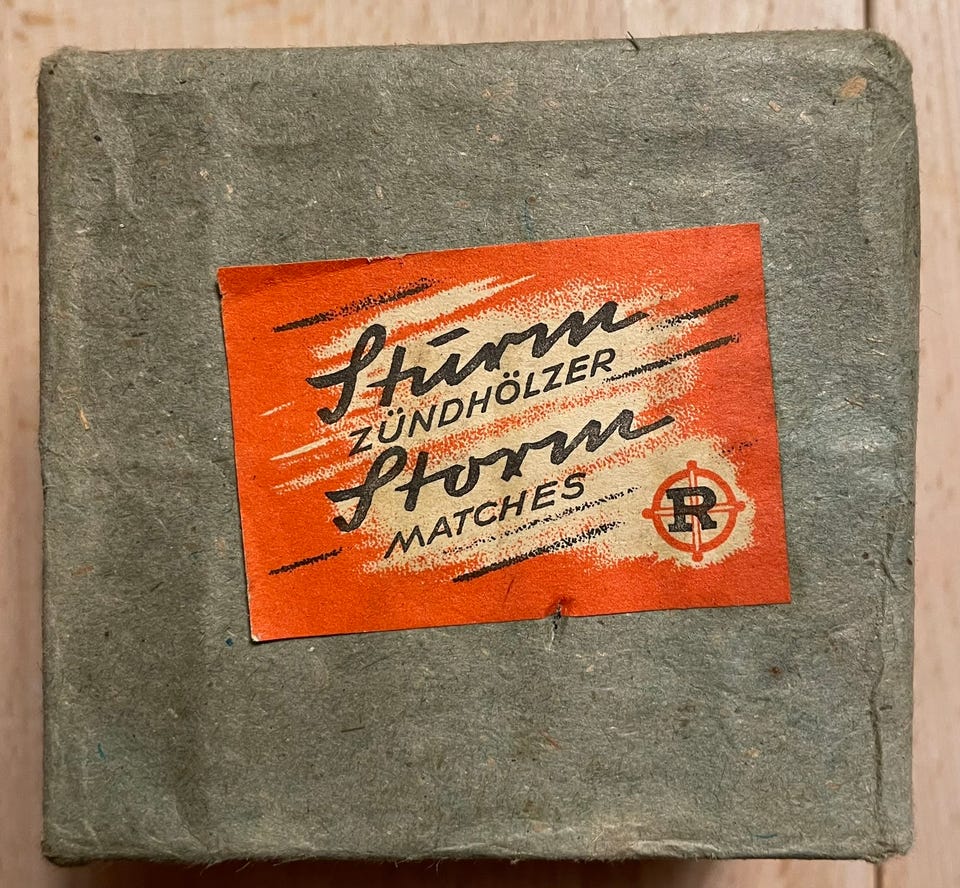 Sturm
ZÜNDHÖLZER
Storm
MATCHES
R